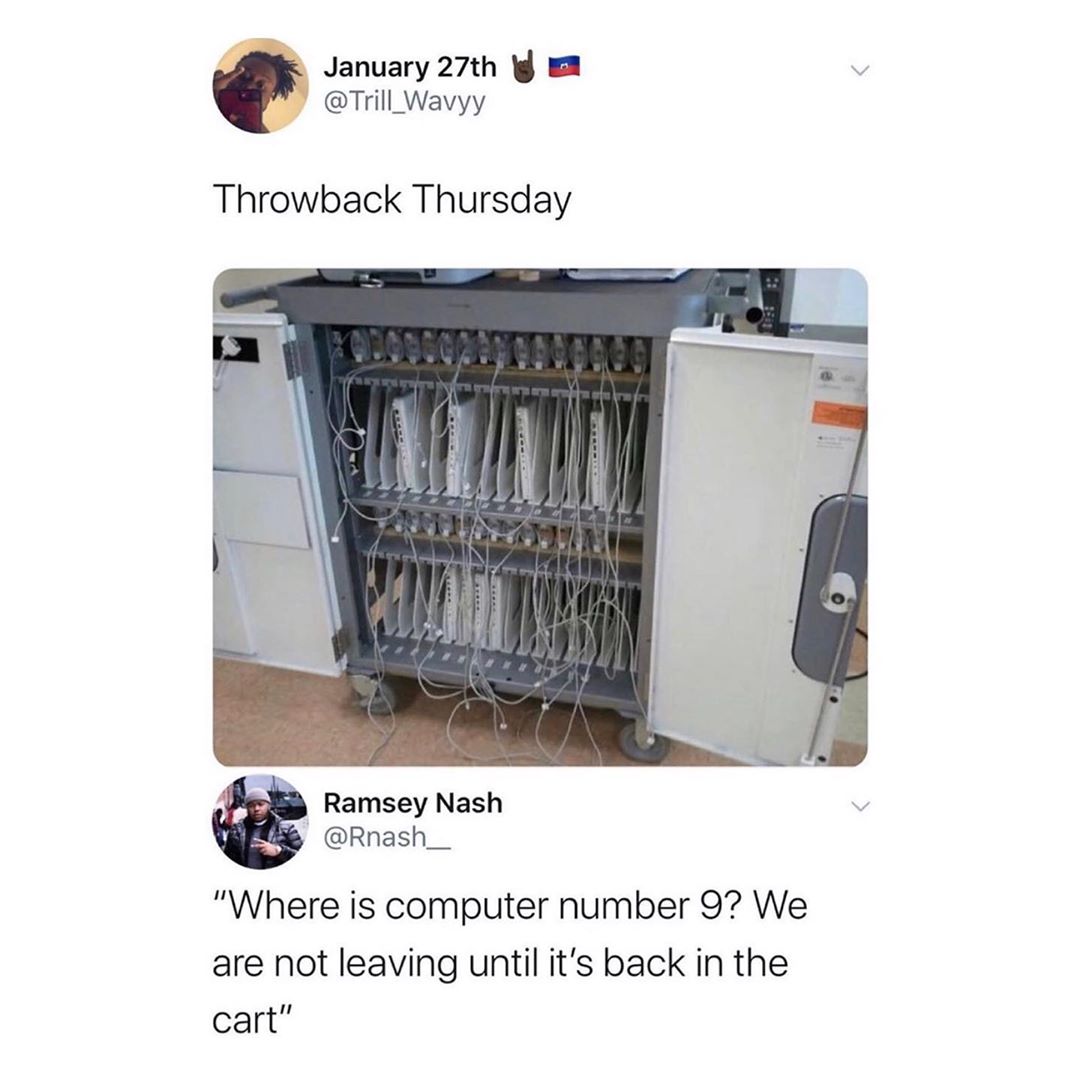 January 27th 🤘🏿 🇭🇹
@Trill_Wavyy
Throwback Thursday
Ramsey Nash
@Rnash__
"Where is computer number 9? We
are not leaving until it's back in the
cart"